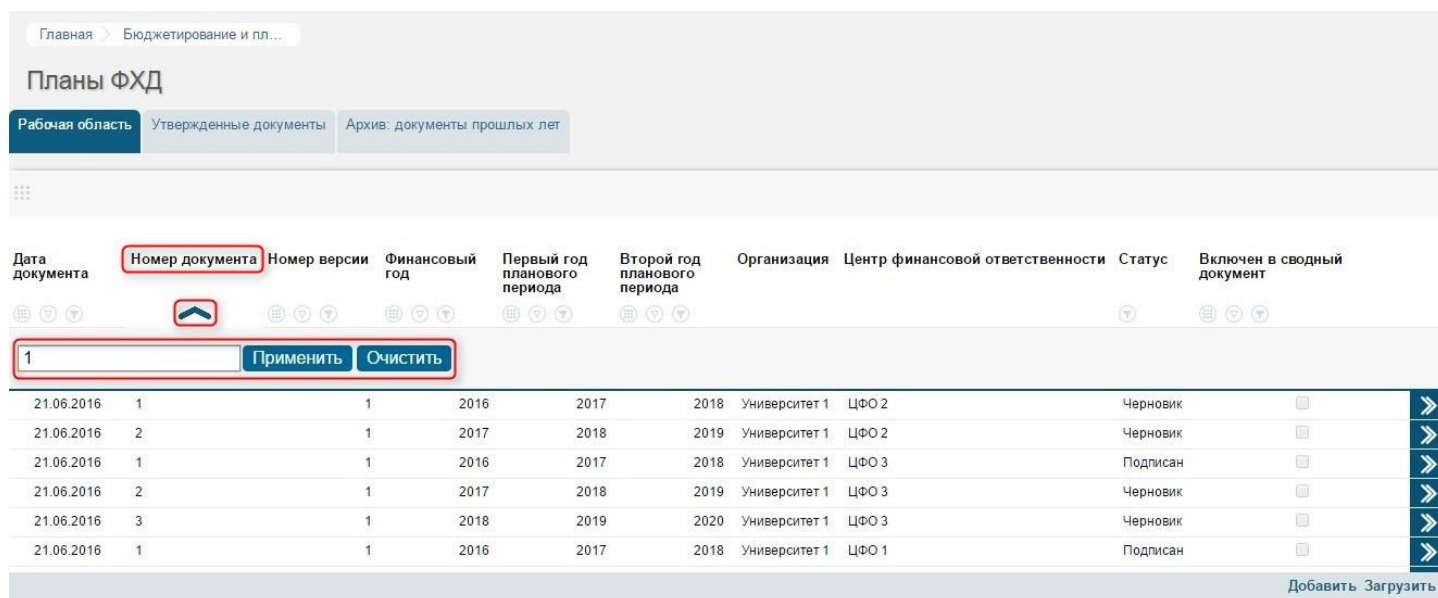 Главная Бюджетирование и пл...
Планы ФХД
Рабочая область Утвержденные документы Архив: документы прошлых лет
Дата документа Номер документа Номер версии Финансовый год Первый год планового периода Второй год планового периода Организация Центр финансовой ответственности Статус Включен в сводный документ
1 Применить Очистить
21.06.2016 1 1 2016 2017 2018 Университет 1 ЦФО 2 Черновик
21.06.2016 2 1 2017 2018 2019 Университет 1 ЦФО 2 Черновик
21.06.2016 1 1 2016 2017 2018 Университет 1 ЦФО 3 Подписан
21.06.2016 2 1 2017 2018 2019 Университет 1 ЦФО 3 Черновик
21.06.2016 3 1 2018 2019 2020 Университет 1 ЦФО 3 Черновик
21.06.2016 1 1 2016 2017 2018 Университет 1 ЦФО 1 Подписан
Добавить Загрузить